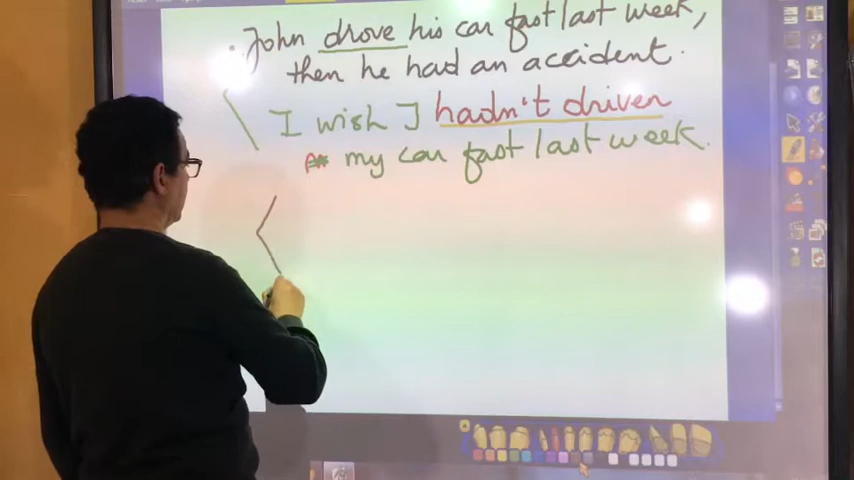 . John drove his car fast last week,
then he had an accident.
I wish I hadn't driven
my car fast last week.